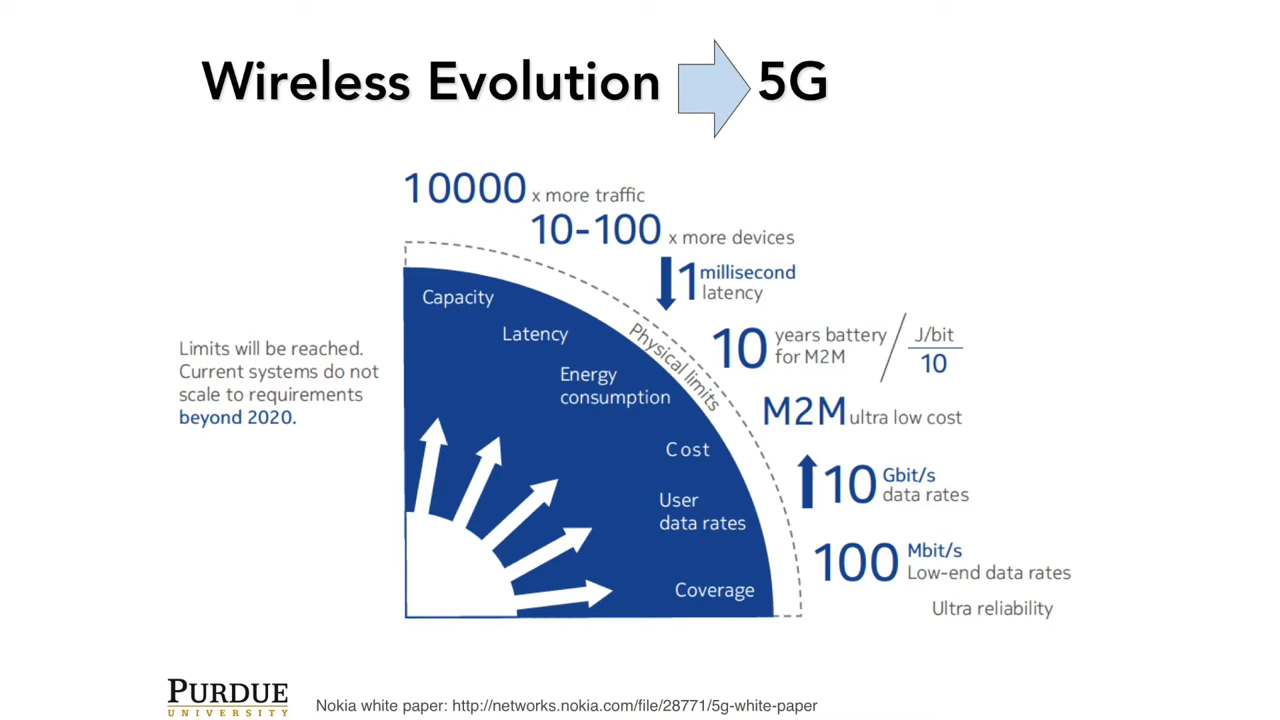 Wireless Evolution 5G
10000 x more traffic
10-100 x more devices
1 millisecond
latency
Capacity
Latency
Energy
consumption
Cost
User
data rates
Coverage
Physical limits
Limits will be reached.
Current systems do not
scale to requirements
beyond 2020.
10 years battery
for M2M
J/bit
10
M2M ultra low cost
10 Gbit/s
data rates
100 Mbit/s
Low-end data rates
Ultra reliability
PURDUE
UNIVERSITY
Nokia white paper: http://networks.nokia.com/file/28771/5g-white-paper